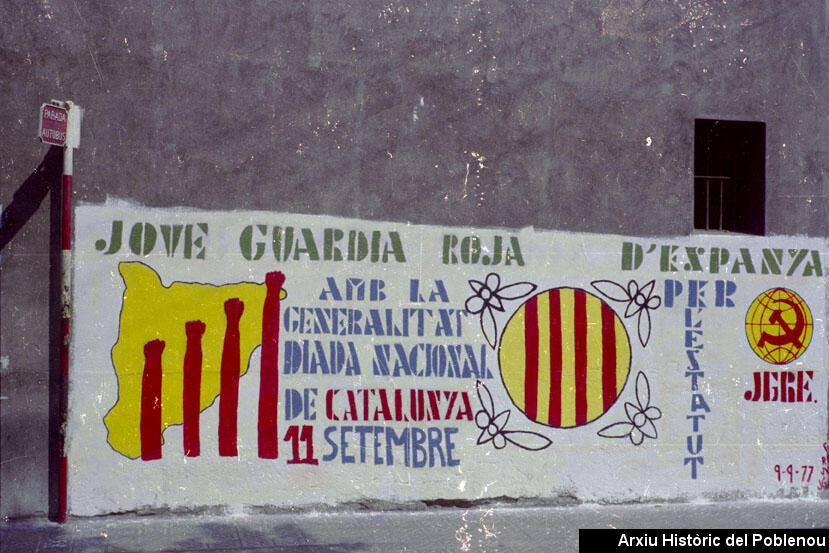 PARADA
AUTOBUS
JOVE GUARDIA ROJA D'ESPANYA
AMB LA
GENERALITAT
DIADA NACIONAL
DE CATALUNYA
11 SETEMBRE
PER
L'ESTATUT
JGRE.
9-9-77
Arxiu Històric del Poblenou